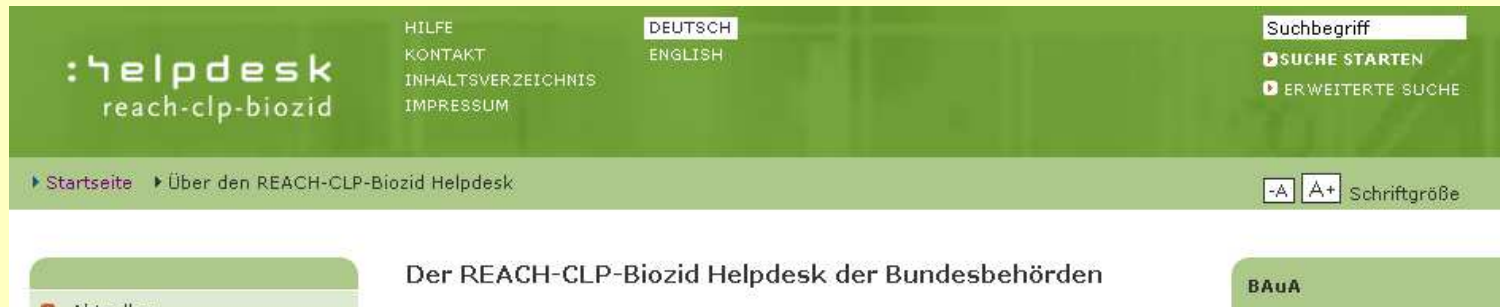 :helpdesk
reach-clp-biozid
HILFE
KONTAKT
INHALTSVERZEICHNIS
IMPRESSUM
DEUTSCH
ENGLISH
Suchbegriff
SUCHE STARTEN
ERWEITERTE SUCHE
Startseite Über den REACH-CLP-Biozid Helpdesk
-A A+ Schriftgröße
Der REACH-CLP-Biozid Helpdesk der Bundesbehörden
BAuA